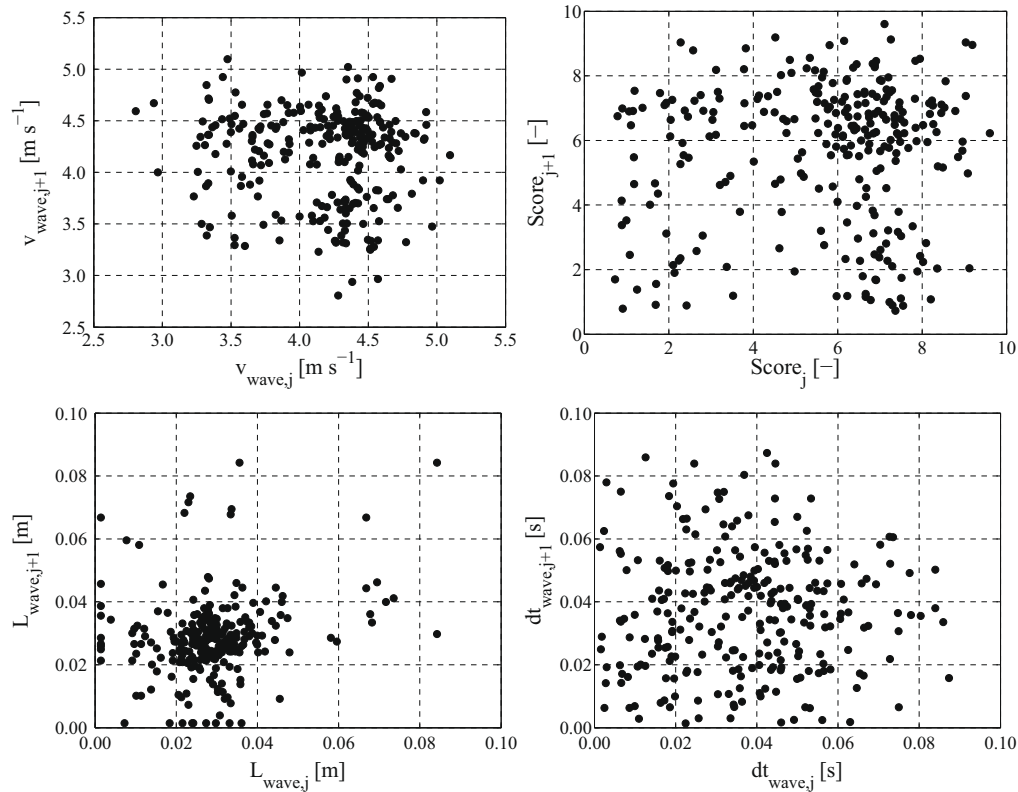 5.5
5.0
4.5
4.0
3.5
3.0
2.5
2.5 3.0 3.5 4.0 4.5 5.0 5.5
v_wave,j+1 [m s⁻¹]
v_wave,j [m s⁻¹]
10
8
6
4
2
0
0 2 4 6 8 10
Score_j+1 [−]
Score_j [−]
0.10
0.08
0.06
0.04
0.02
0.00
0.00 0.02 0.04 0.06 0.08 0.10
L_wave,j+1 [m]
L_wave,j [m]
0.10
0.08
0.06
0.04
0.02
0.00
0.00 0.02 0.04 0.06 0.08 0.10
dt_wave,j+1 [s]
dt_wave,j [s]